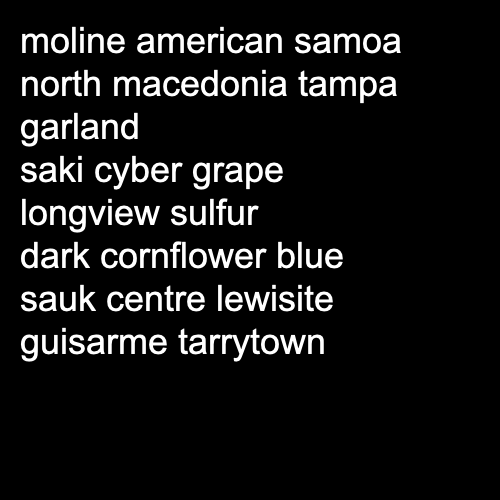 moline american samoa
north macedonia tampa
garland
saki cyber grape
longview sulfur
dark cornflower blue
sauk centre lewisite
guisarme tarrytown